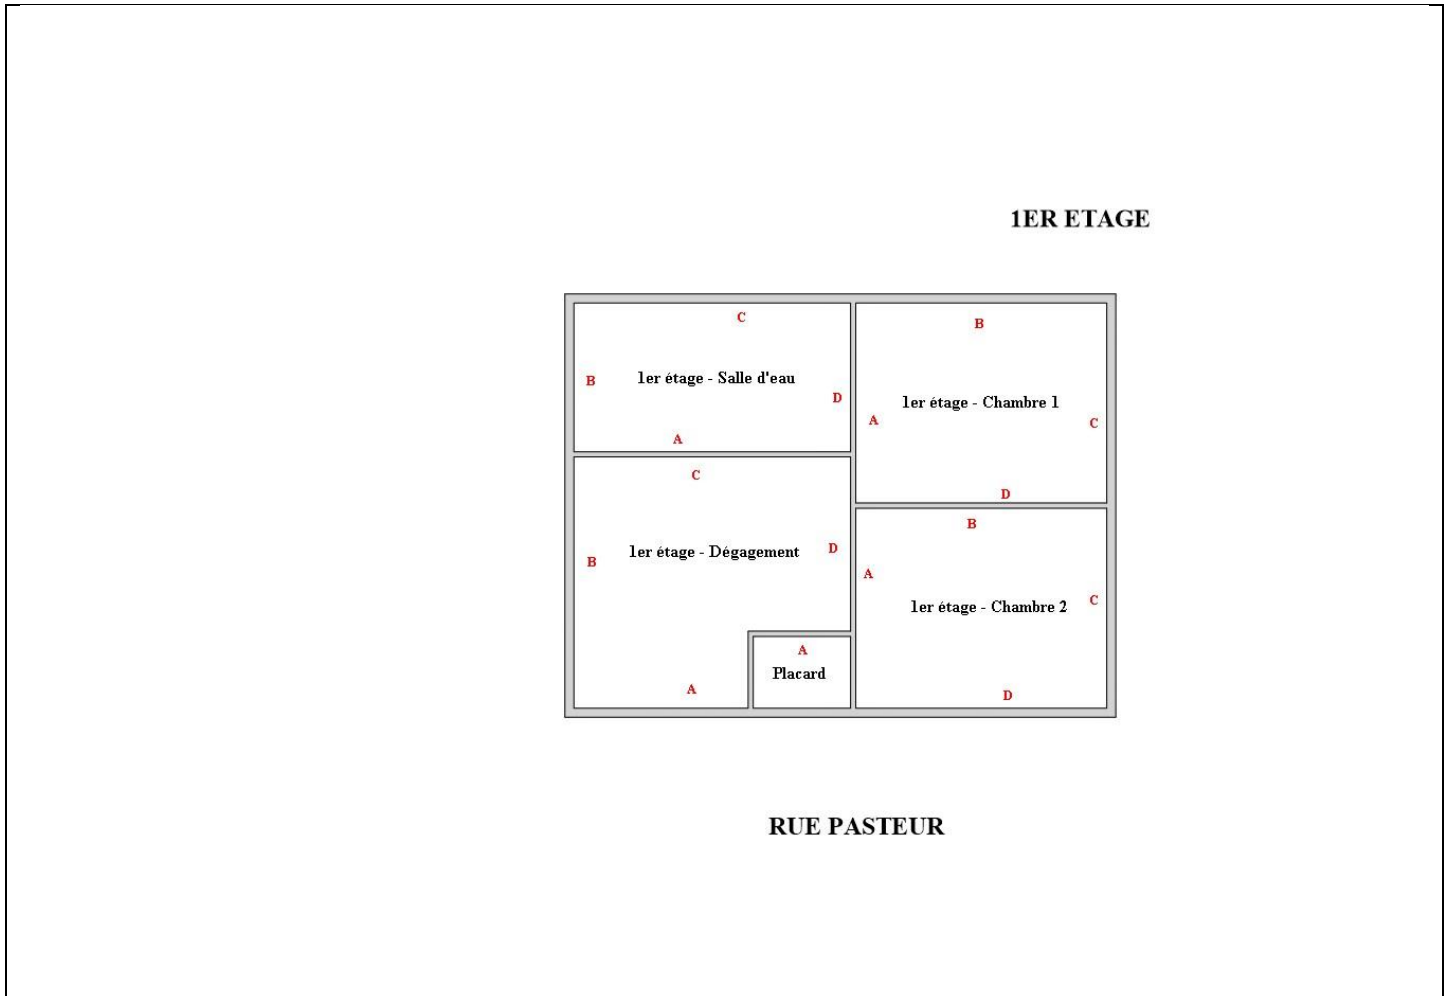 1ER ETAGE
C
B
B
1er étage - Salle d'eau
D
A
1er étage - Chambre 1
A
C
D
C
B
1er étage - Dégagement
D
A
B
A
1er étage - Chambre 2
C
D
A
Placard
RUE PASTEUR